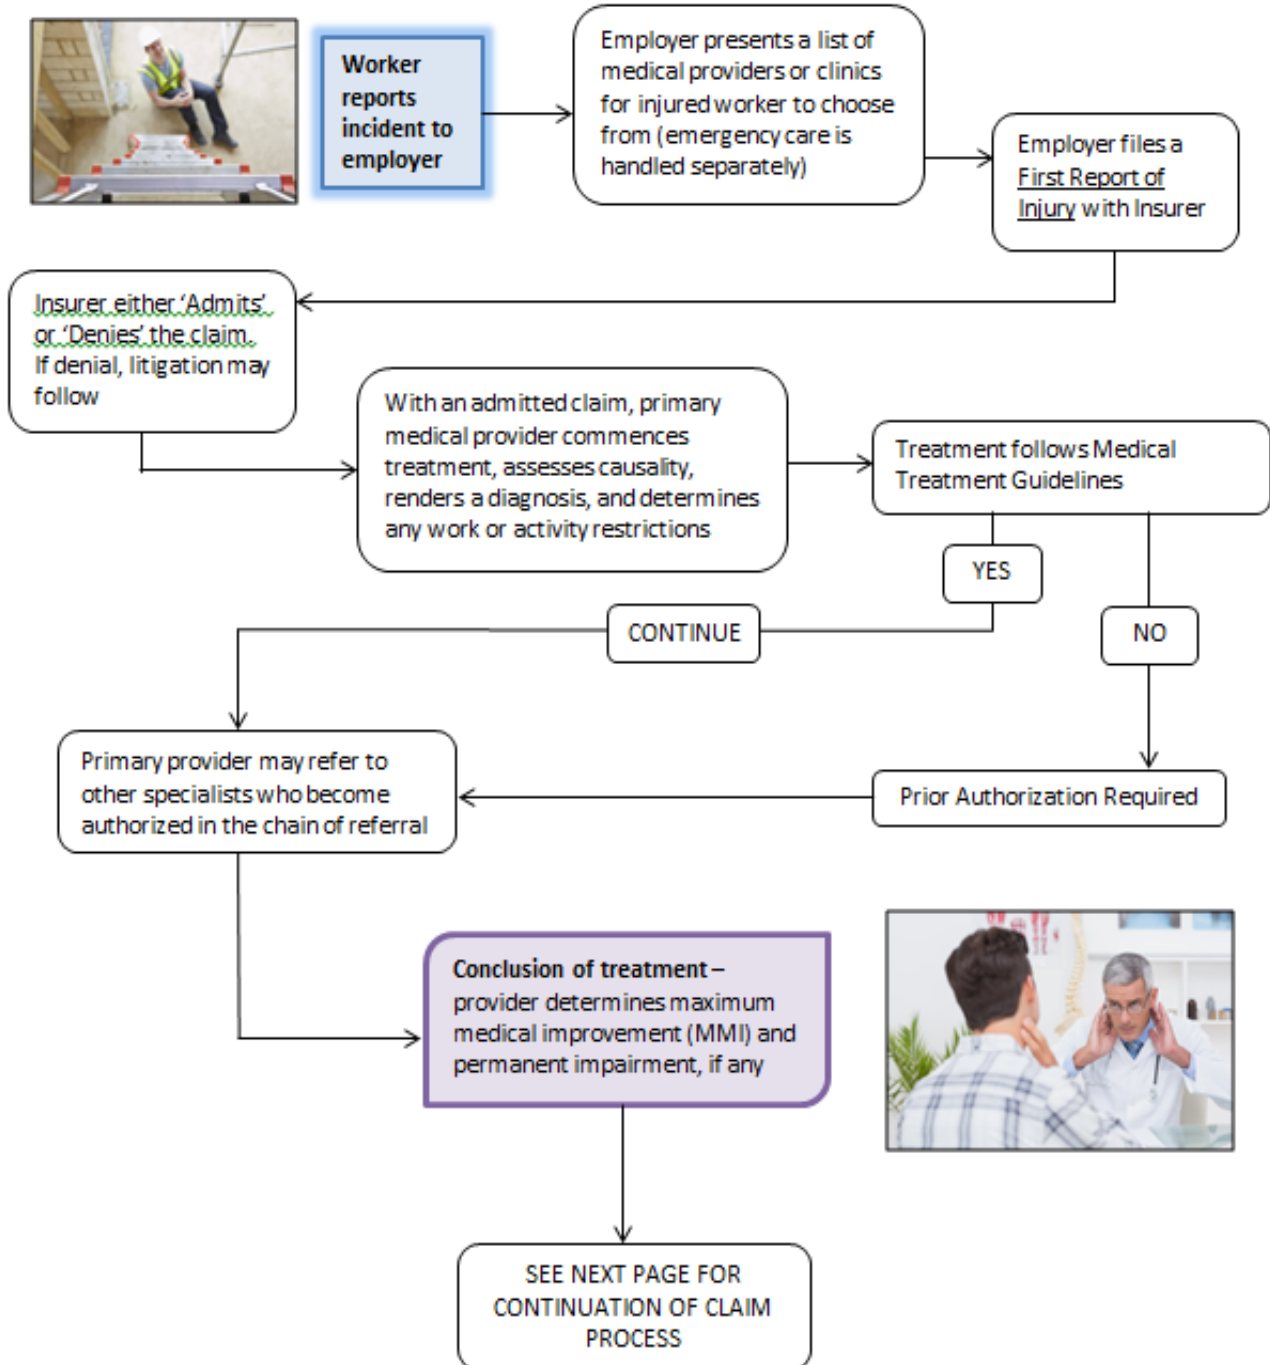 Worker
reports
incident to
employer
Employer presents a list of
medical providers or clinics
for injured worker to choose
from (emergency care is
handled separately)
Employer files a
First Report of
Injury with Insurer
Insurer either ‘Admits’
or ‘Denies’ the claim.
If denial, litigation may
follow
With an admitted claim, primary
medical provider commences
treatment, assesses causality,
renders a diagnosis, and determines
any work or activity restrictions
Treatment follows Medical
Treatment Guidelines
YES
NO
CONTINUE
Primary provider may refer to
other specialists who become
authorized in the chain of referral
Prior Authorization Required
Conclusion of treatment –
provider determines maximum
medical improvement (MMI) and
permanent impairment, if any
SEE NEXT PAGE FOR
CONTINUATION OF CLAIM
PROCESS